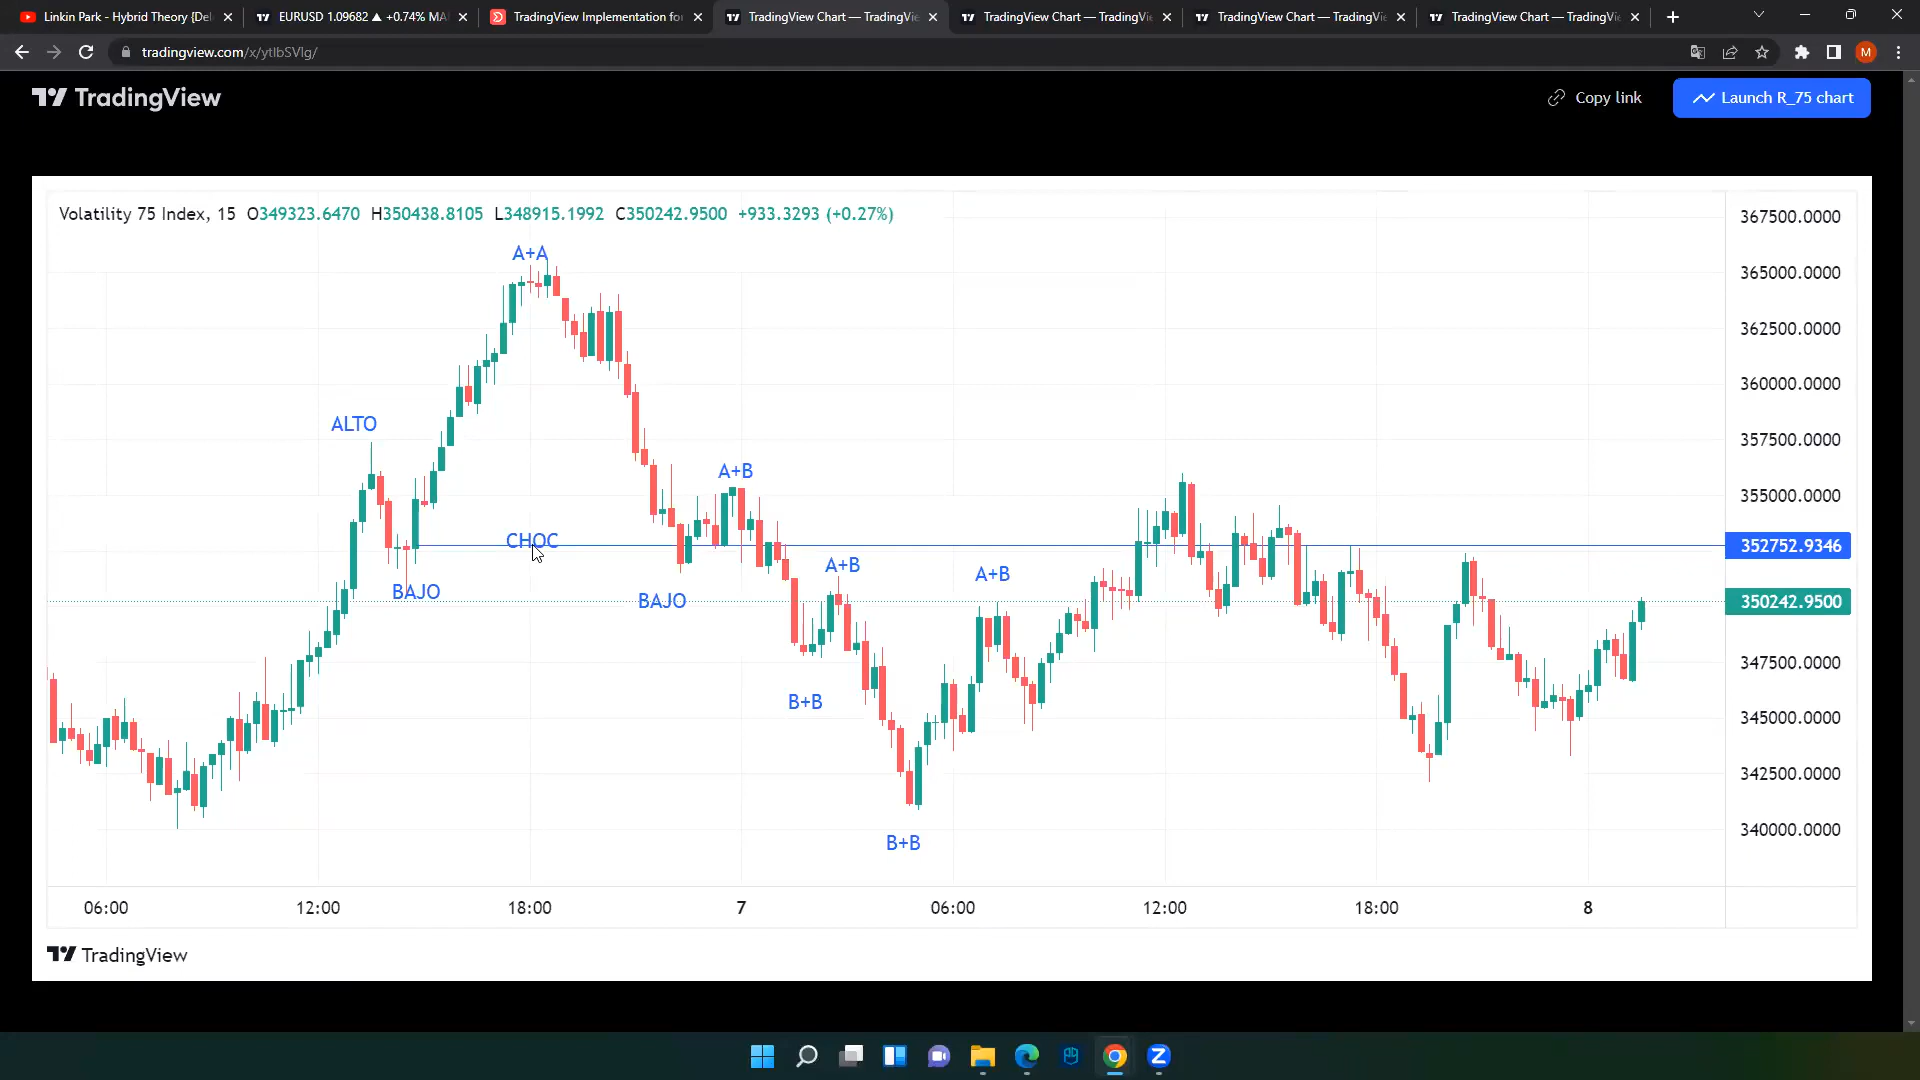 Linkin Park - Hybrid Theory {Del
EURUSD 1.09682 ▲ +0.74% MA
TradingView Implementation fo
TradingView Chart — TradingVi
TradingView Chart — TradingVi
TradingView Chart — TradingVi
TradingView Chart — TradingVi
M
TradingView
Copy link
Launch R_75 chart
Volatility 75 Index, 15 O349323.6470 H350438.8105 L348915.1992 C350242.9500 +933.3293 (+0.27%)
367500.0000
A+A
365000.0000
362500.0000
360000.0000
ALTO
357500.0000
A+B
355000.0000
CHOC
352752.9346
A+B
A+B
BAJO
BAJO
350242.9500
347500.0000
B+B
345000.0000
342500.0000
340000.0000
B+B
06:00 12:00 18:00 7 06:00 12:00 18:00 8
TradingView